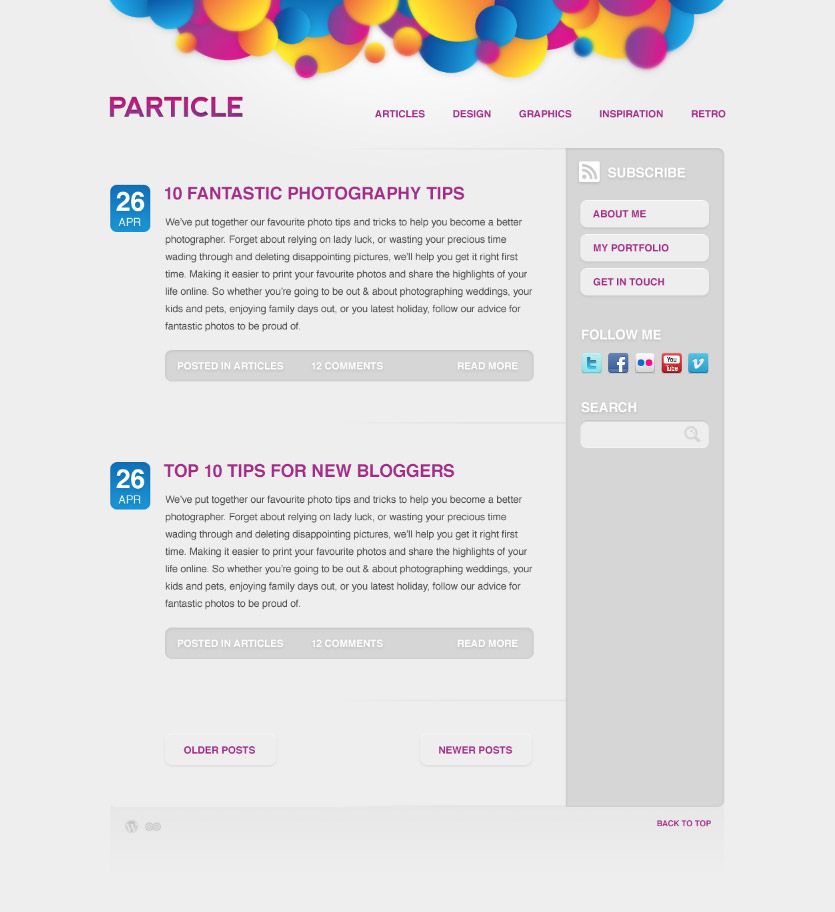 PARTICLE
ARTICLES DESIGN GRAPHICS INSPIRATION RETRO
26
APR
10 FANTASTIC PHOTOGRAPHY TIPS
We've put together our favourite photo tips and tricks to help you become a better
photographer. Forget about relying on lady luck, or wasting your precious time
wading through and deleting disappointing pictures, we'll help you get it right first
time. Making it easier to print your favourite photos and share the highlights of your
life online. So whether you're going to be out & about photographing weddings, your
kids and pets, enjoying family days out, or you latest holiday, follow our advice for
fantastic photos to be proud of.
POSTED IN ARTICLES 12 COMMENTS READ MORE
26
APR
TOP 10 TIPS FOR NEW BLOGGERS
We've put together our favourite photo tips and tricks to help you become a better
photographer. Forget about relying on lady luck, or wasting your precious time
wading through and deleting disappointing pictures, we'll help you get it right first
time. Making it easier to print your favourite photos and share the highlights of your
life online. So whether you're going to be out & about photographing weddings, your
kids and pets, enjoying family days out, or you latest holiday, follow our advice for
fantastic photos to be proud of.
POSTED IN ARTICLES 12 COMMENTS READ MORE
OLDER POSTS NEWER POSTS
SUBSCRIBE
ABOUT ME
MY PORTFOLIO
GET IN TOUCH
FOLLOW ME
t f You Tube v
SEARCH
BACK TO TOP